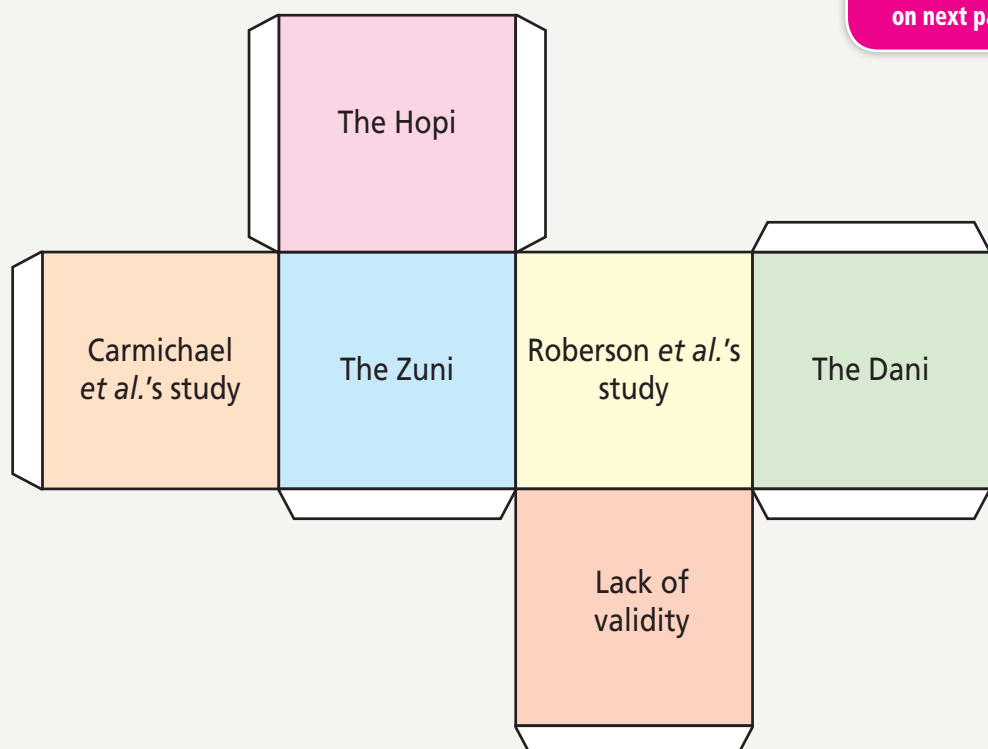 on next pa
The Hopi
Carmichael
et al.'s study
The Zuni
Roberson et al.'s
study
The Dani
Lack of
validity